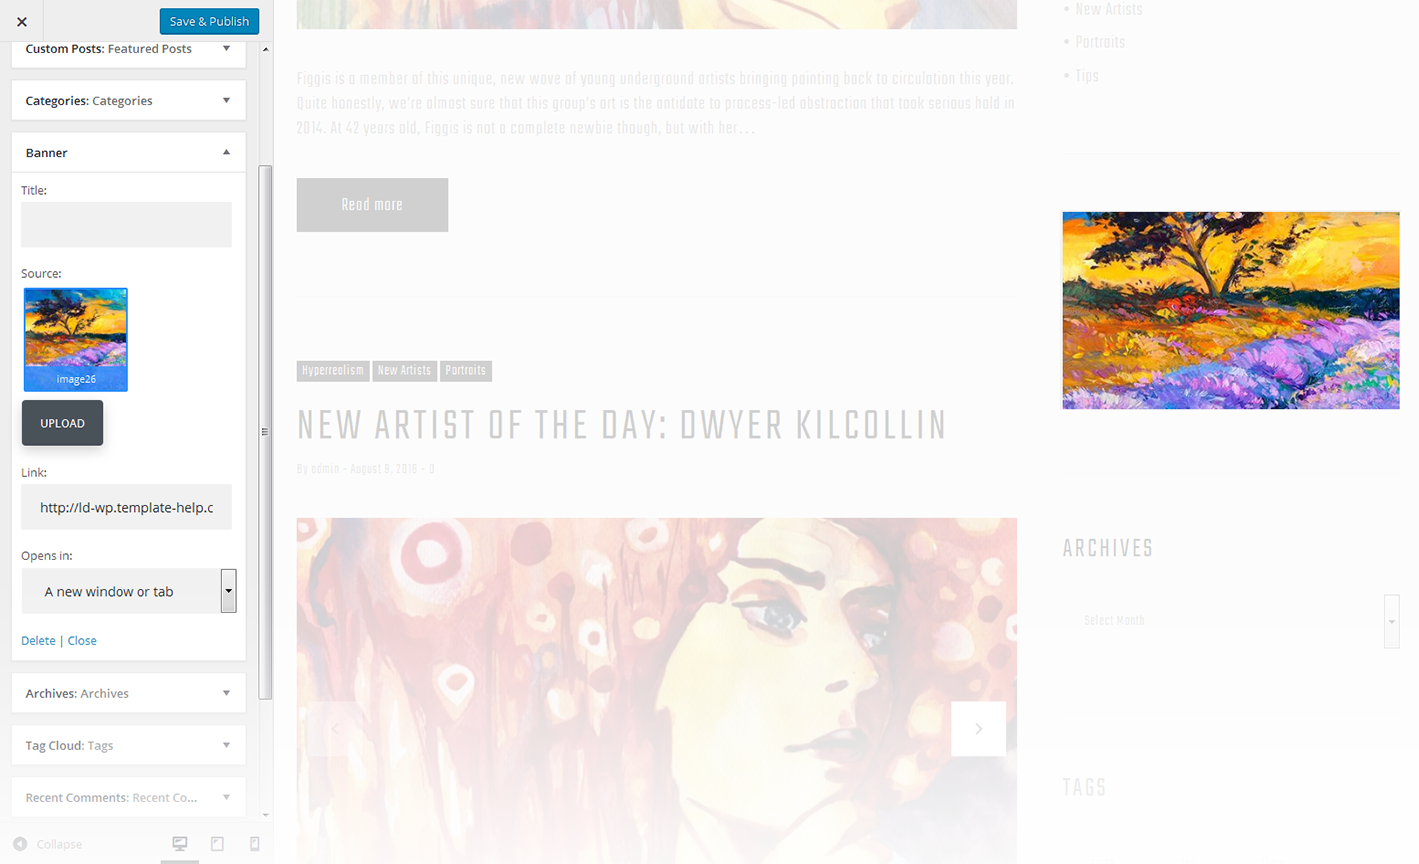 Save & Publish
Custom Posts: Featured Posts
Categories: Categories
Banner
Title:
Source:
image26
UPLOAD
Link:
http://ld-wp.template-help.c
Opens in:
A new window or tab
Delete | Close
Archives: Archives
Tag Cloud: Tags
Recent Comments: Recent Co...
Collapse
Figgis is a member of this unique, new wave of young underground artists bringing painting back to circulation this year.
Quite honestly, we're almost sure that this group's art is the antidote to process-led abstraction that took serious hold in
2014. At 42 years old, Figgis is not a complete newbie though, but with her...
Read more
Hyperrealism New Artists Portraits
NEW ARTIST OF THE DAY: DWYER KILCOLLIN
By admin - August 9, 2016 - 0
• New Artists
• Portraits
• Tips
ARCHIVES
Select Month
TAGS